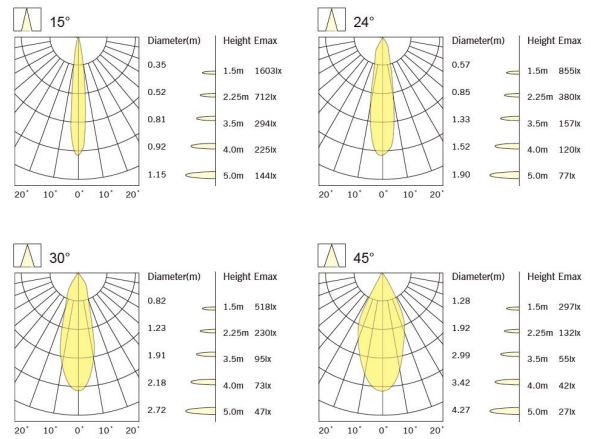 15°
Diameter(m) Height Emax
0.35 1.5m 1603lx
0.52 2.25m 712lx
0.81 3.5m 294lx
0.92 4.0m 225lx
1.15 5.0m 144lx
20° 10° 0° 10° 20°
24°
Diameter(m) Height Emax
0.57 1.5m 855lx
0.85 2.25m 380lx
1.33 3.5m 157lx
1.52 4.0m 120lx
1.90 5.0m 77lx
20° 10° 0° 10° 20°
30°
Diameter(m) Height Emax
0.82 1.5m 518lx
1.23 2.25m 230lx
1.91 3.5m 95lx
2.18 4.0m 73lx
2.72 5.0m 47lx
20° 10° 0° 10° 20°
45°
Diameter(m) Height Emax
1.28 1.5m 297lx
1.92 2.25m 132lx
2.99 3.5m 55lx
3.42 4.0m 42lx
4.27 5.0m 27lx
20° 10° 0° 10° 20°